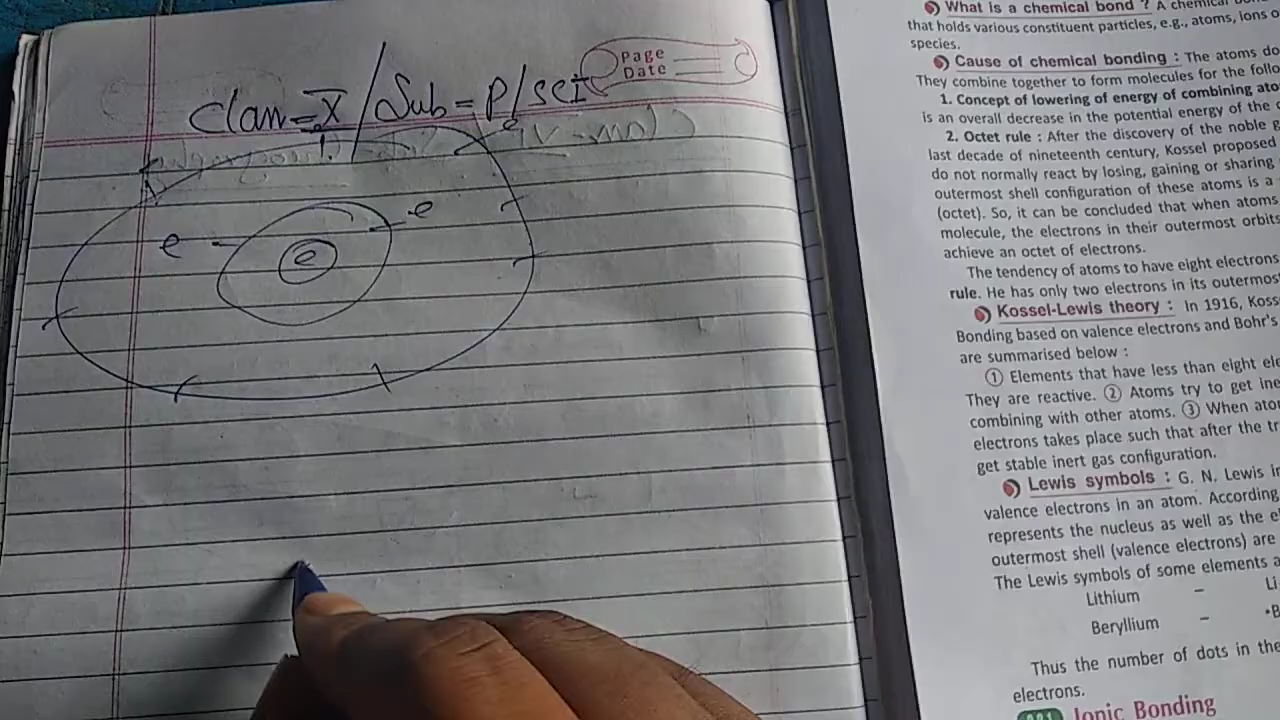 Page
Date
Clan = X / Sub = P/SCI
e
e
e
e
What is a chemical bond ? A chemical bond
that holds various constituent particles, e.g., atoms, ions o
species.
Cause of chemical bonding : The atoms do
They combine together to form molecules for the follo
1. Concept of lowering of energy of combining ato
is an overall decrease in the potential energy of the
2. Octet rule : After the discovery of the noble g
last decade of nineteenth century, Kossel proposed
do not normally react by losing, gaining or sharing
outermost shell configuration of these atoms is a
(octet). So, it can be concluded that when atoms
molecule, the electrons in their outermost orbits
achieve an octet of electrons.
The tendency of atoms to have eight electrons
rule. He has only two electrons in its outermos
Kossel-Lewis theory : In 1916, Koss
Bonding based on valence electrons and Bohr's
are summarised below :
① Elements that have less than eight ele
They are reactive. ② Atoms try to get ine
combining with other atoms. ③ When ato
electrons takes place such that after the tr
get stable inert gas configuration.
Lewis symbols : G. N. Lewis in
valence electrons in an atom. According
represents the nucleus as well as the e
outermost shell (valence electrons) are
The Lewis symbols of some elements a
Lithium – Li
Beryllium – ·B
Thus the number of dots in the
electrons.
Ionic Bonding